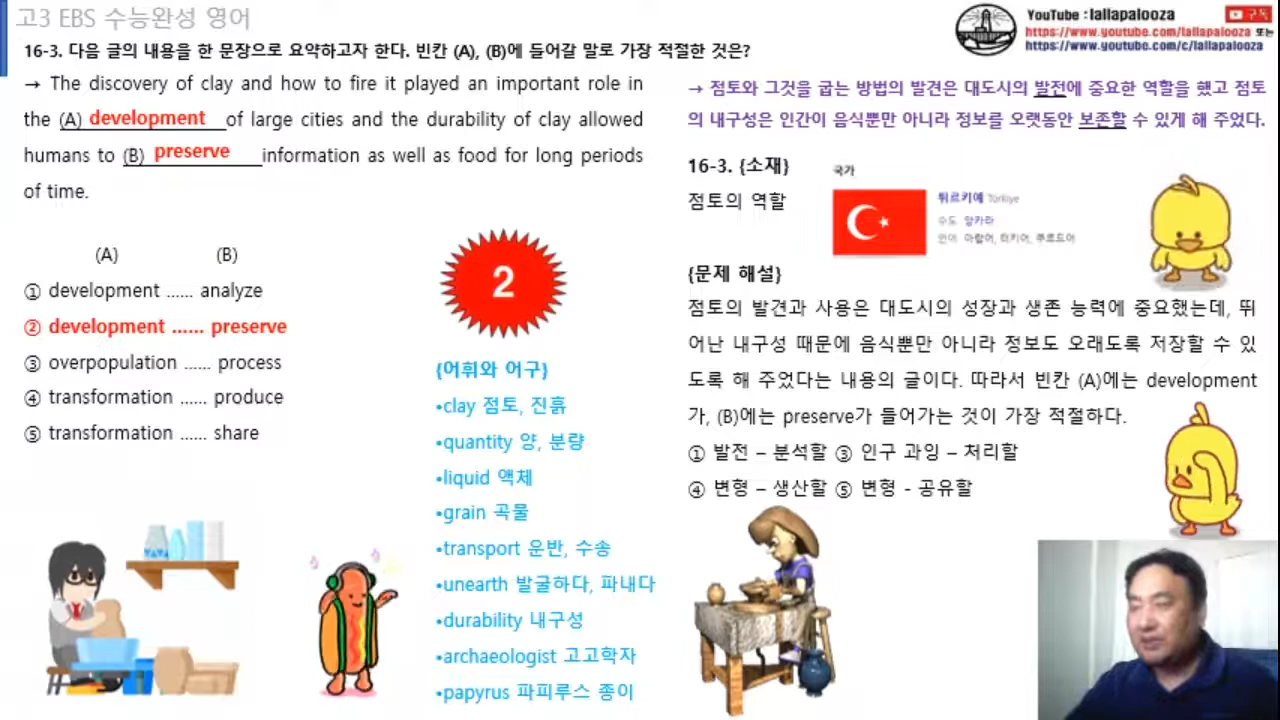 고3 EBS 수능완성 영어
YouTube : lallapalooza
구독
https://www.youtube.com/lallapalooza 또는
https://www.youtube.com/c/lallapalooza
16-3. 다음 글의 내용을 한 문장으로 요약하고자 한다. 빈칸 (A), (B)에 들어갈 말로 가장 적절한 것은?
→ The discovery of clay and how to fire it played an important role in
the (A) development of large cities and the durability of clay allowed
humans to (B) preserve information as well as food for long periods
of time.
(A) (B)
① development ...... analyze
② development ...... preserve
③ overpopulation ...... process
④ transformation ...... produce
⑤ transformation ...... share
2
{어휘와 어구}
•clay 점토, 진흙
•quantity 양, 분량
•liquid 액체
•grain 곡물
•transport 운반, 수송
•unearth 발굴하다, 파내다
•durability 내구성
•archaeologist 고고학자
•papyrus 파피루스 종이
→ 점토와 그것을 굽는 방법의 발견은 대도시의 발전에 중요한 역할을 했고 점토
의 내구성은 인간이 음식뿐만 아니라 정보를 오랫동안 보존할 수 있게 해 주었다.
16-3. {소재}
점토의 역할
국가
튀르키예 Türkiye
수도 앙카라
언어 아랍어, 터키어, 쿠르드어
{문제 해설}
점토의 발견과 사용은 대도시의 성장과 생존 능력에 중요했는데, 뛰
어난 내구성 때문에 음식뿐만 아니라 정보도 오래도록 저장할 수 있
도록 해 주었다는 내용의 글이다. 따라서 빈칸 (A)에는 development
가, (B)에는 preserve가 들어가는 것이 가장 적절하다.
① 발전 – 분석할 ③ 인구 과잉 – 처리할
④ 변형 – 생산할 ⑤ 변형 - 공유할